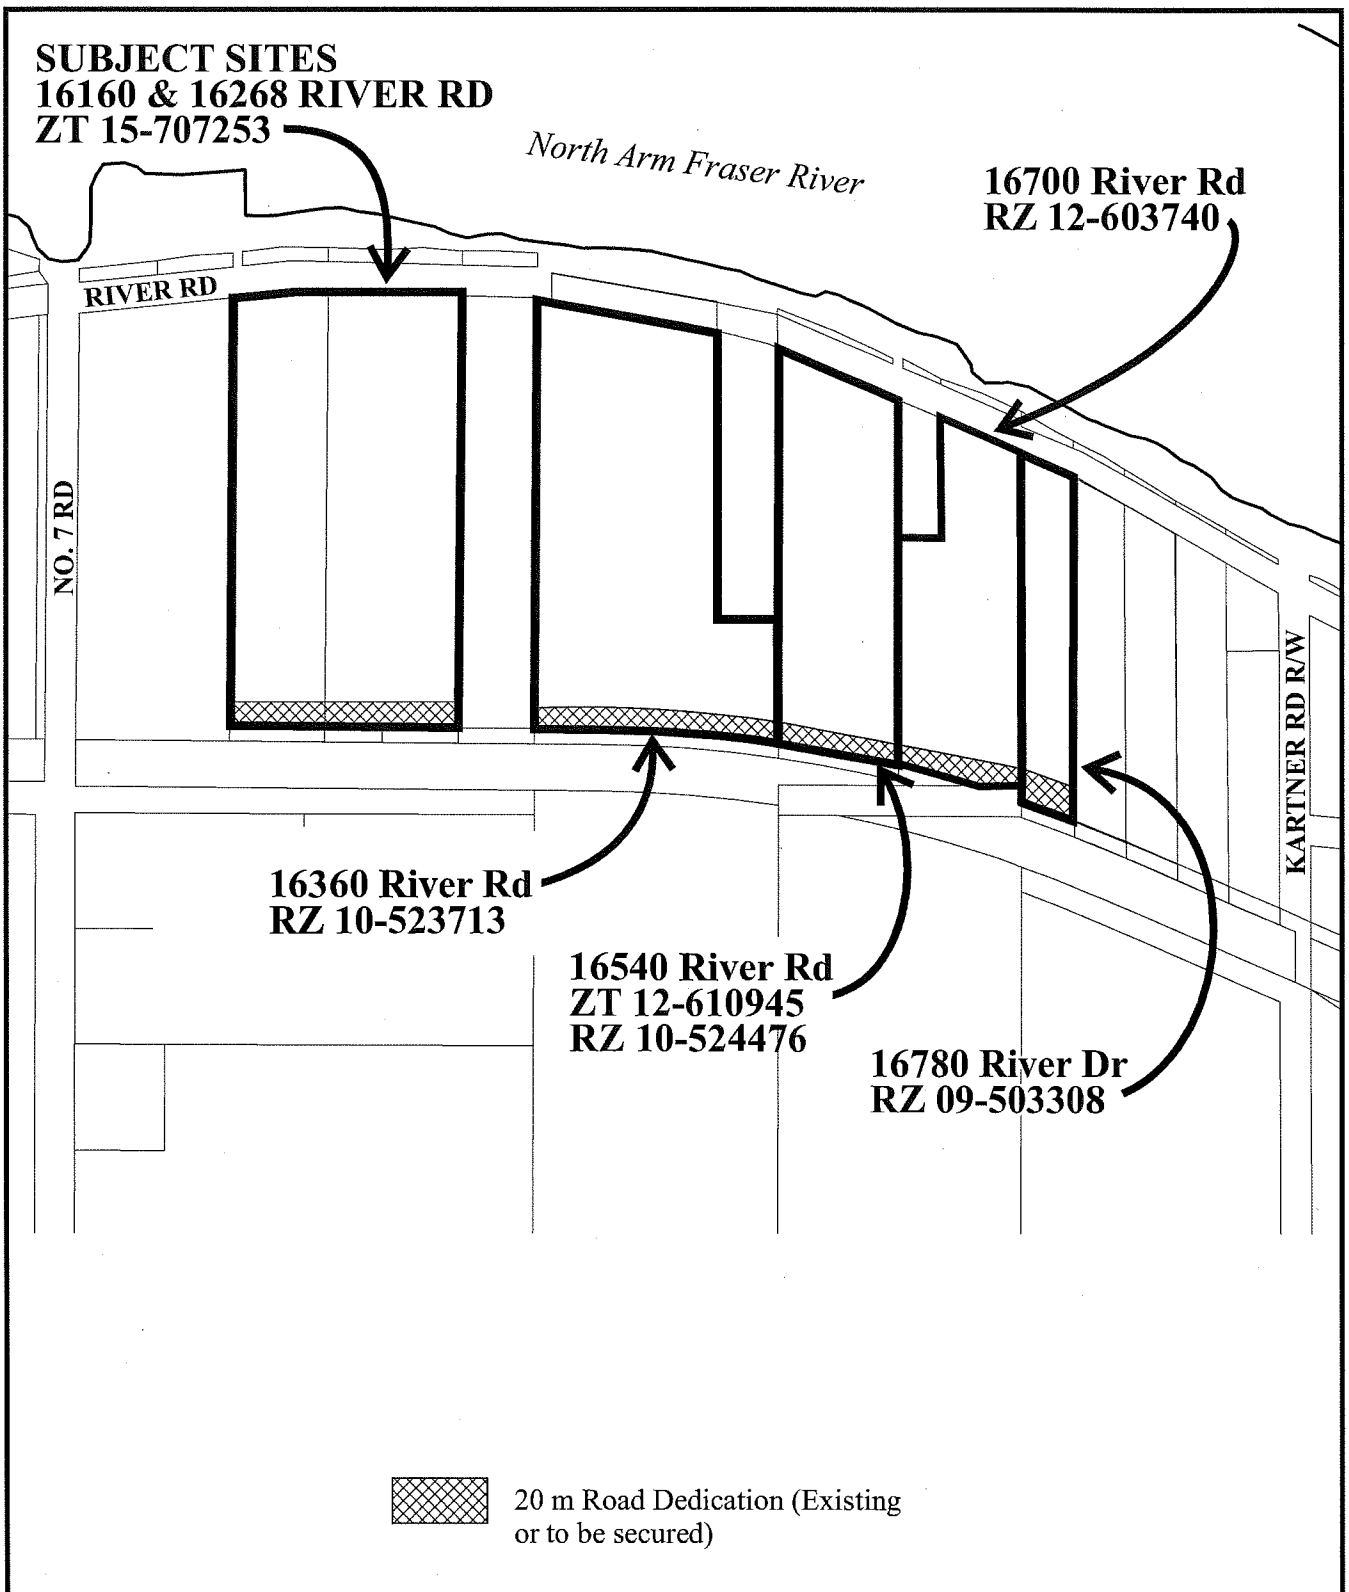 SUBJECT SITES
16160 & 16268 RIVER RD
ZT 15-707253
North Arm Fraser River
16700 River Rd
RZ 12-603740
RIVER RD
NO. 7 RD
KARTNER RD R/W
16360 River Rd
RZ 10-523713
16540 River Rd
ZT 12-610945
RZ 10-524476
16780 River Dr
RZ 09-503308
20 m Road Dedication (Existing
or to be secured)